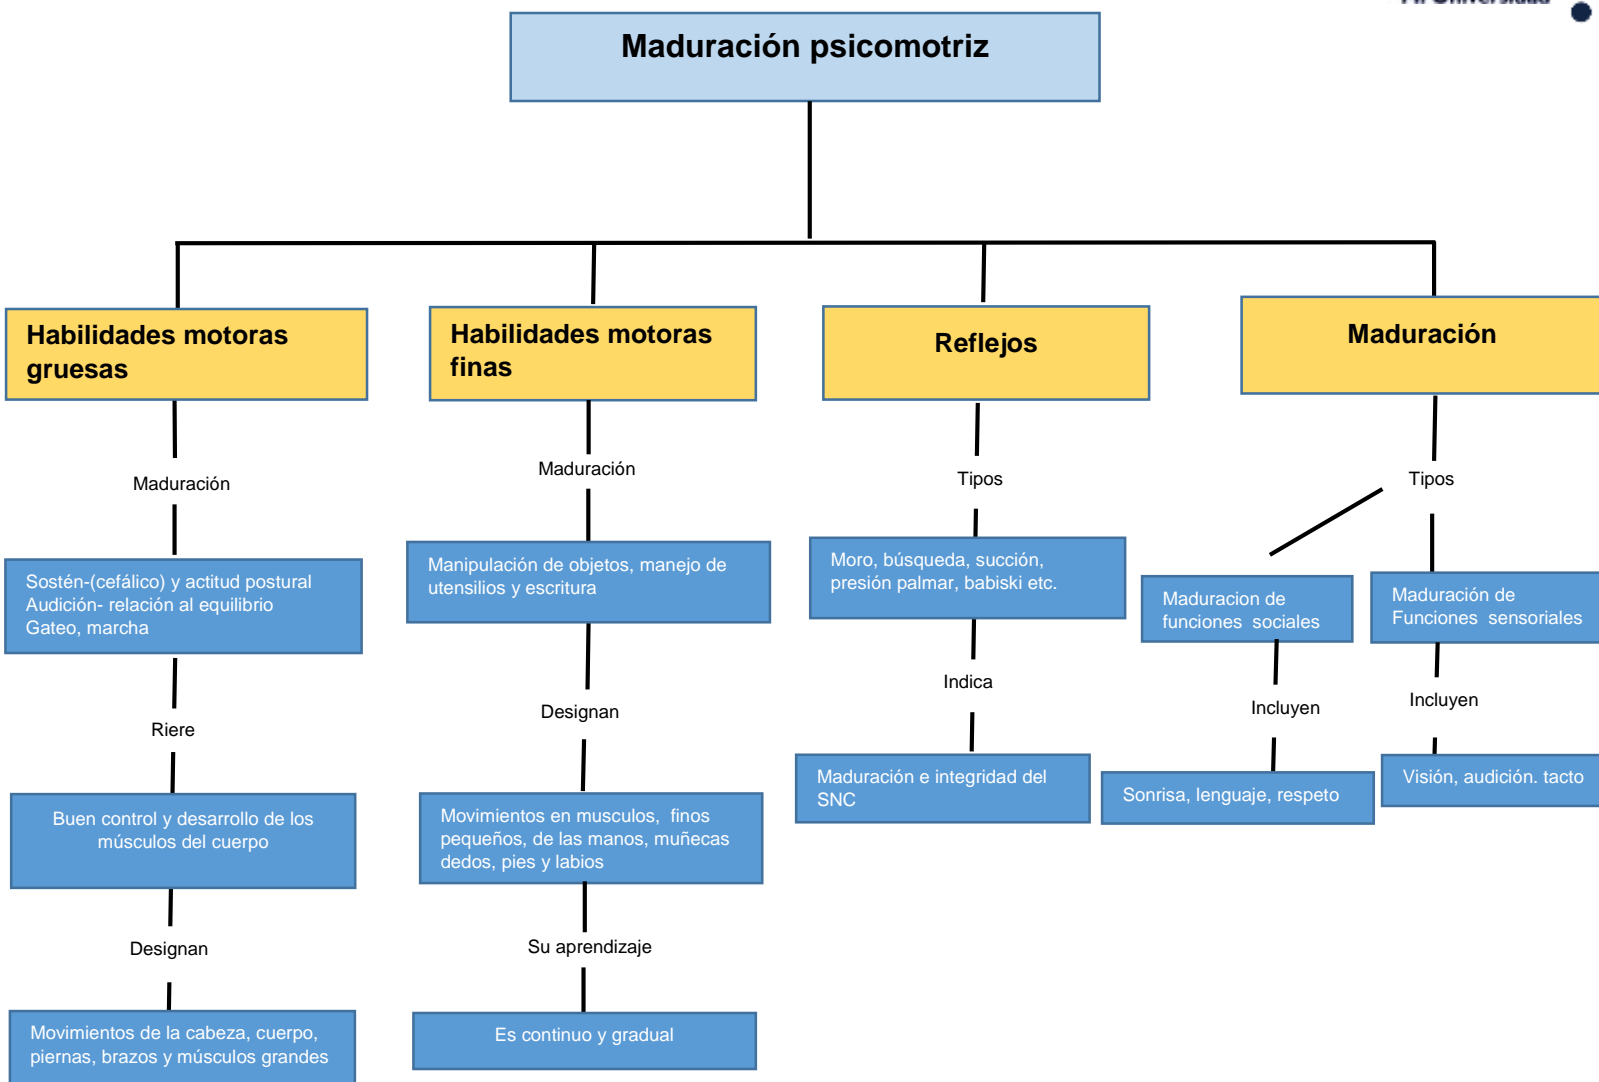 Universidad
Maduración psicomotriz
Habilidades motoras
gruesas
Maduración
Sostén-(cefálico) y actitud postural
Audición- relación al equilibrio
Gateo, marcha
Riere
Buen control y desarrollo de los
músculos del cuerpo
Designan
Movimientos de la cabeza, cuerpo,
piernas, brazos y músculos grandes
Habilidades motoras
finas
Maduración
Manipulación de objetos, manejo de
utensilios y escritura
Designan
Movimientos en musculos, finos
pequeños, de las manos, muñecas
dedos, pies y labios
Su aprendizaje
Es continuo y gradual
Reflejos
Tipos
Moro, búsqueda, succión,
presión palmar, babiski etc.
Indica
Maduración e integridad del
SNC
Maduración
Tipos
Maduracion de
funciones sociales
Incluyen
Sonrisa, lenguaje, respeto
Maduración de
Funciones sensoriales
Incluyen
Visión, audición. tacto